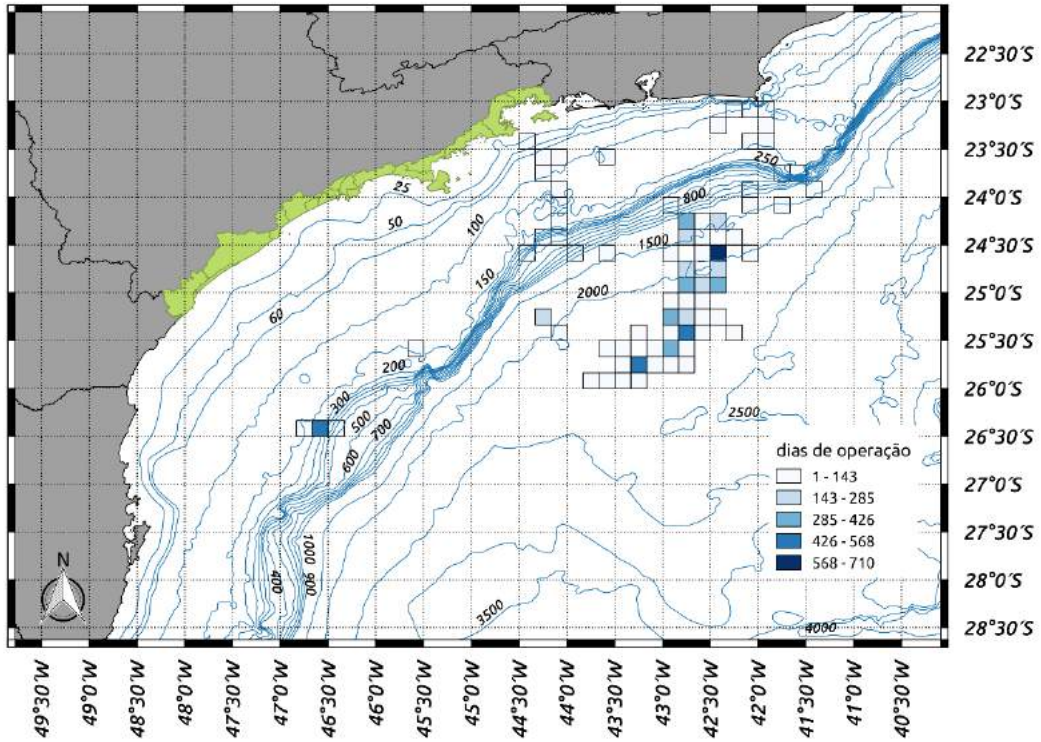 22°30'S
23°0'S
23°30'S
24°0'S
24°30'S
25°0'S
25°30'S
26°0'S
26°30'S
27°0'S
27°30'S
28°0'S
28°30'S
25
50
60
100
150
200
250
800
1500
2000
2500
300
500
700
600
400
1000
900
3500
4000
dias de operação
1 - 143
143 - 285
285 - 426
426 - 568
568 - 710
N
49°30'W
49°0'W
48°30'W
48°0'W
47°30'W
47°0'W
46°30'W
46°0'W
45°30'W
45°0'W
44°30'W
44°0'W
43°30'W
43°0'W
42°30'W
42°0'W
41°30'W
41°0'W
40°30'W